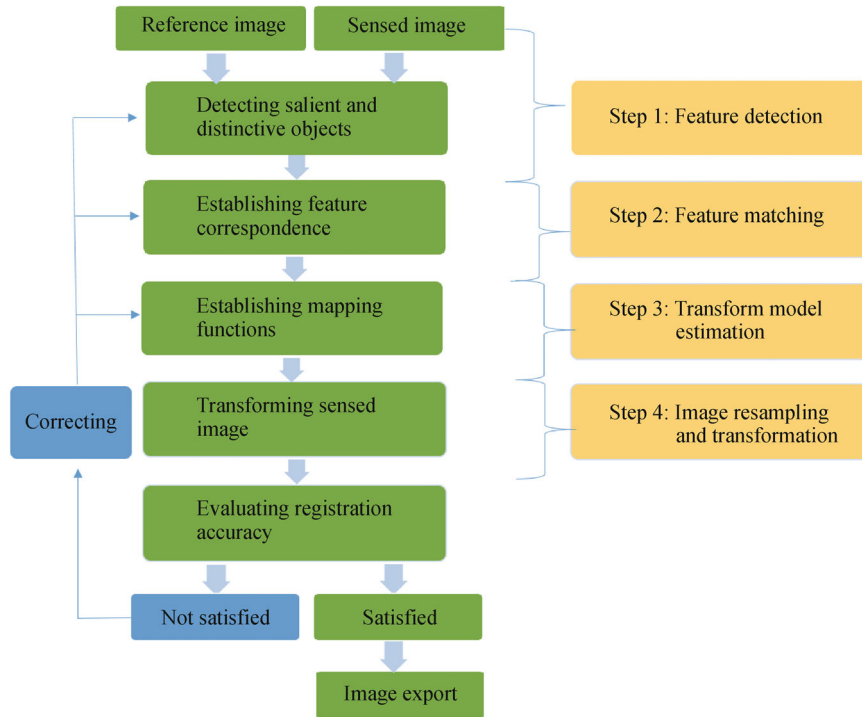 Reference image
Sensed image
Detecting salient and
distinctive objects
Step 1: Feature detection
Establishing feature
correspondence
Step 2: Feature matching
Establishing mapping
functions
Step 3: Transform model
estimation
Correcting
Transforming sensed
image
Step 4: Image resampling
and transformation
Evaluating registration
accuracy
Not satisfied
Satisfied
Image export